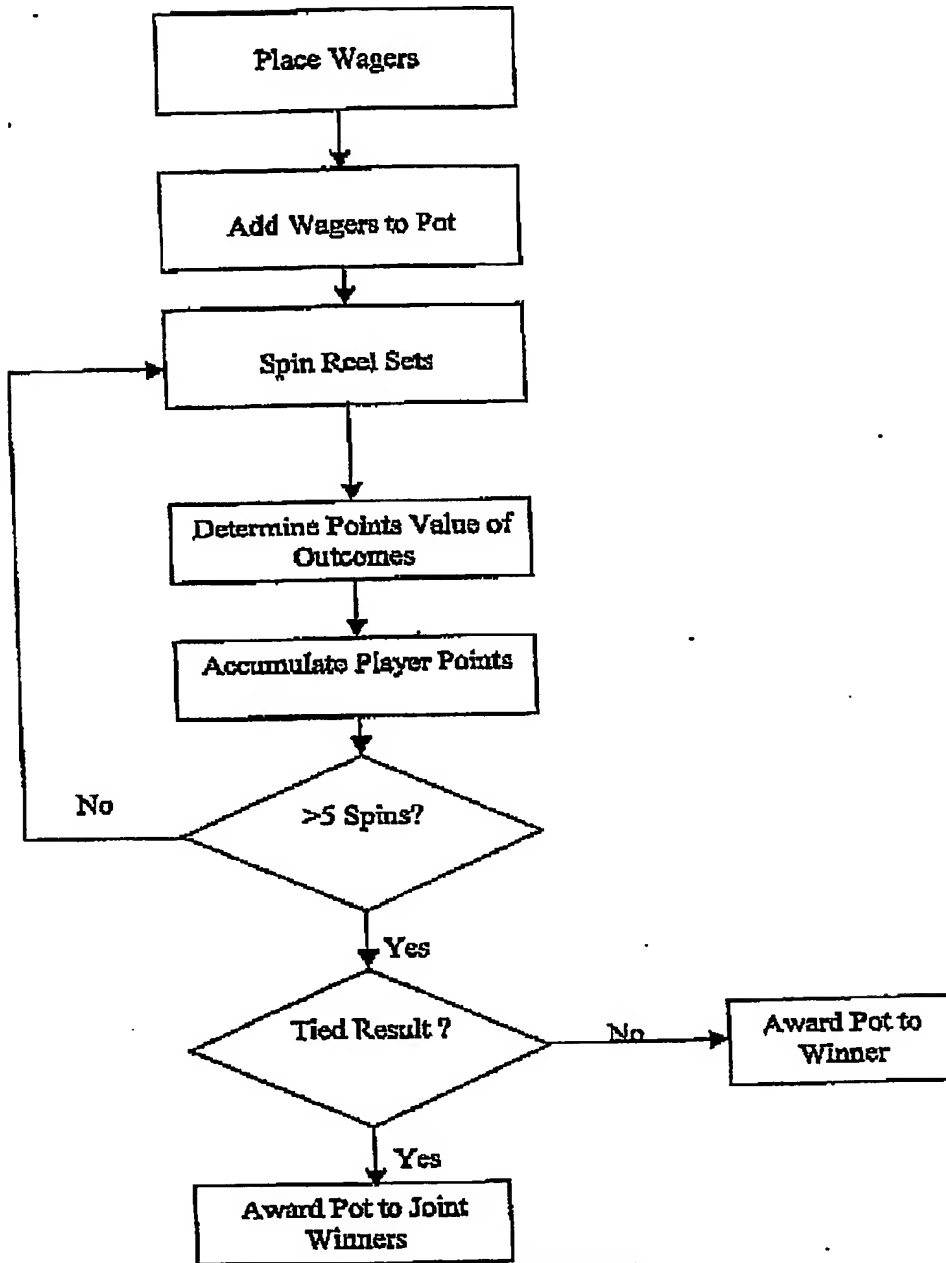 Place Wagers
Add Wagers to Pot
Spin Reel Sets
Determine Points Value of
Outcomes
Accumulate Player Points
>5 Spins?
No
Yes
Tied Result ?
No
Award Pot to
Winner
Yes
Award Pot to Joint
Winners